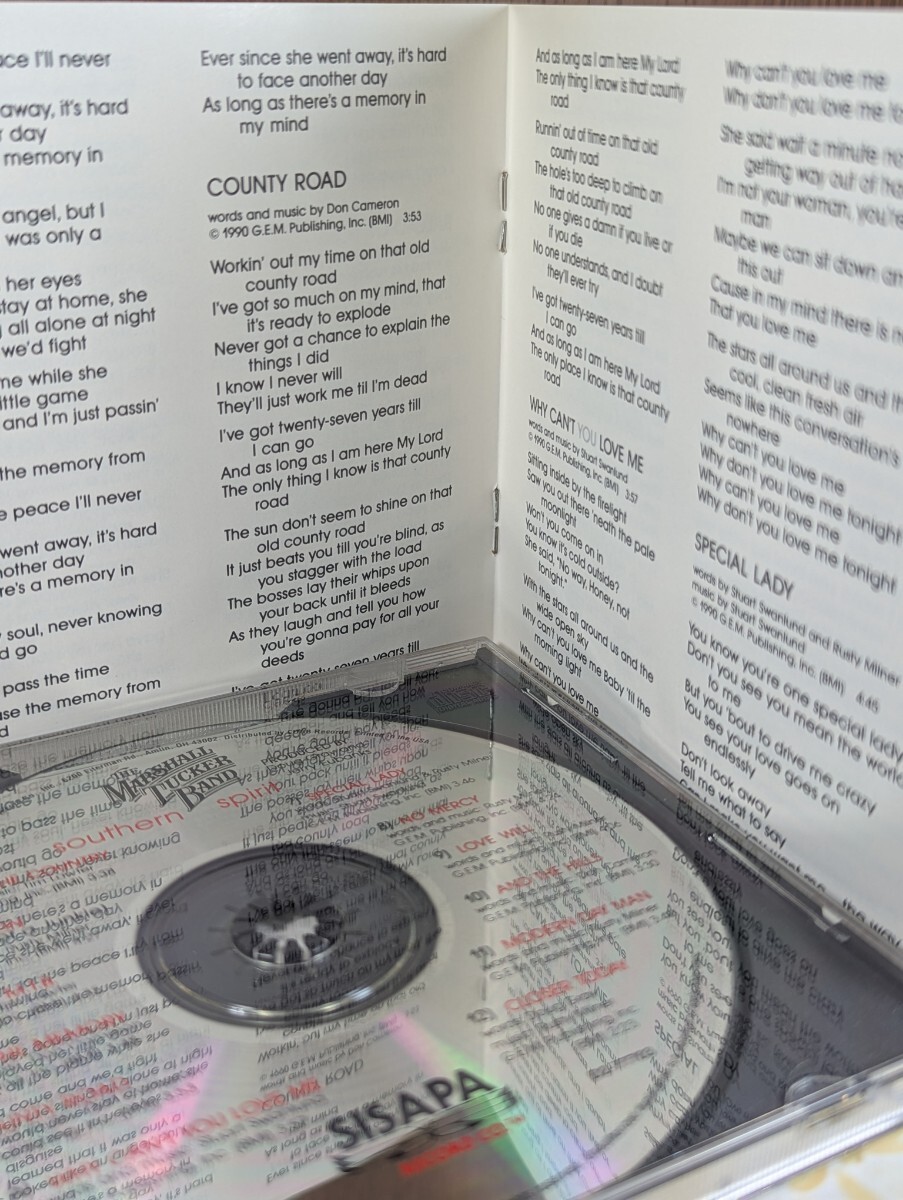 ace I'll never
away, it's hard
r day
memory in
angel, but I
was only a
her eyes
stay at home, she
all alone at night
we'd fight
me while she
little game
and I'm just passin'
the memory from
e peace I'll never
went away, it's hard
nother day
re's a memory in
soul, never knowing
d go
pass the time
use the memory from
d
Ever since she went away, it's hard
to face another day
As long as there's a memory in
my mind
COUNTY ROAD
words and music by Don Cameron
© 1990 G.E.M. Publishing, Inc. (BMI) 3:53
Workin' out my time on that old
county road
I've got so much on my mind, that
it's ready to explode
Never got a chance to explain the
things I did
I know I never will
They'll just work me til I'm dead
I've got twenty-seven years till
I can go
And as long as I am here My Lord
The only thing I know is that county
road
The sun don't seem to shine on that
old county road
It just beats you till you're blind, as
you stagger with the load
The bosses lay their whips upon
your back until it bleeds
As they laugh and tell you how
you're gonna pay for all your
deeds
I've got twenty-seven years till
And as long as I am here My Lord
The only thing I know is that county
road
Runnin' out of time on that old
county road
The hole's too deep to climb on
that old county road
No one gives a damn if you live or
if you die
No one understands, and I doubt
they'll ever try
I've got twenty-seven years till
I can go
And as long as I am here My Lord
The only place I know is that county
road
WHY CAN'T YOU LOVE ME
words and music by Stuart Swanlund
© 1990 G.E.M. Publishing, Inc. (BMI) 3:57
Sitting inside by the firelight
Saw you out there 'neath the pale
moonlight
Won't you come on in
You know it's cold outside?
She said, "No way, Honey, not
tonight."
With the stars all around us and the
wide open sky
Why can't you love me Baby 'till the
morning light
Why can't you love me
Why can't you love me
Why don't you love me to
She said wait a minute
getting way out of
I'm not your woman, you're
man
Maybe we can sit down an
this out
Cause in my mind there is n
That you love me
The stars all around us and th
cool, clean fresh air
Seems like this conversation's
nowhere
Why can't you love me
Why don't you love me tonight
Why can't you love me
Why don't you love me tonight
SPECIAL LADY
words by Stuart Swanlund and Rusty Milner
music by Stuart Swanlund
© 1990 G.E.M. Publishing, Inc. (BMI) 4:46
You know you're one special lady
Don't you see you mean the world
to me
But you 'bout to drive me crazy
You see your love goes on
endlessly
Don't look away
Tell me what to say
the way
THE
MARSHALL
TUCKER
BAND
southern spirit
SPECIAL LADY
8) NO MERCY
9) LOVE WILL
10) AND THE HILLS
11) MODERN DAY MAN
12) CLOSER TODAY
SISAPA